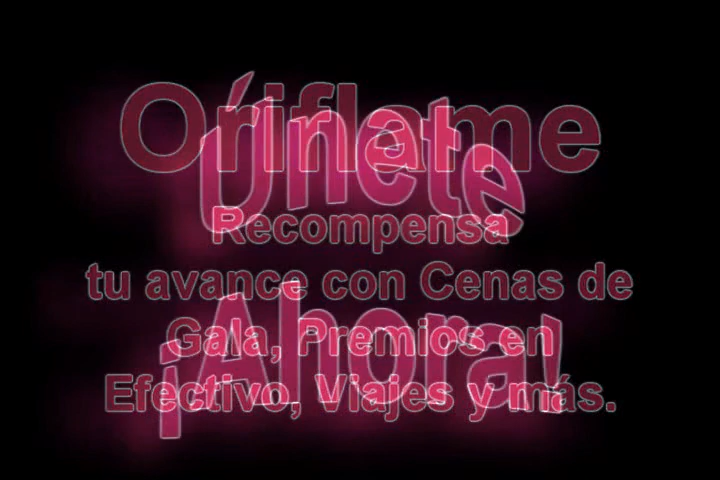 Oriflame
Únete
Recompensa
tu avance con Cenas de
¡Ahora!
Gala, Premios en
Efectivo, Viajes y más.